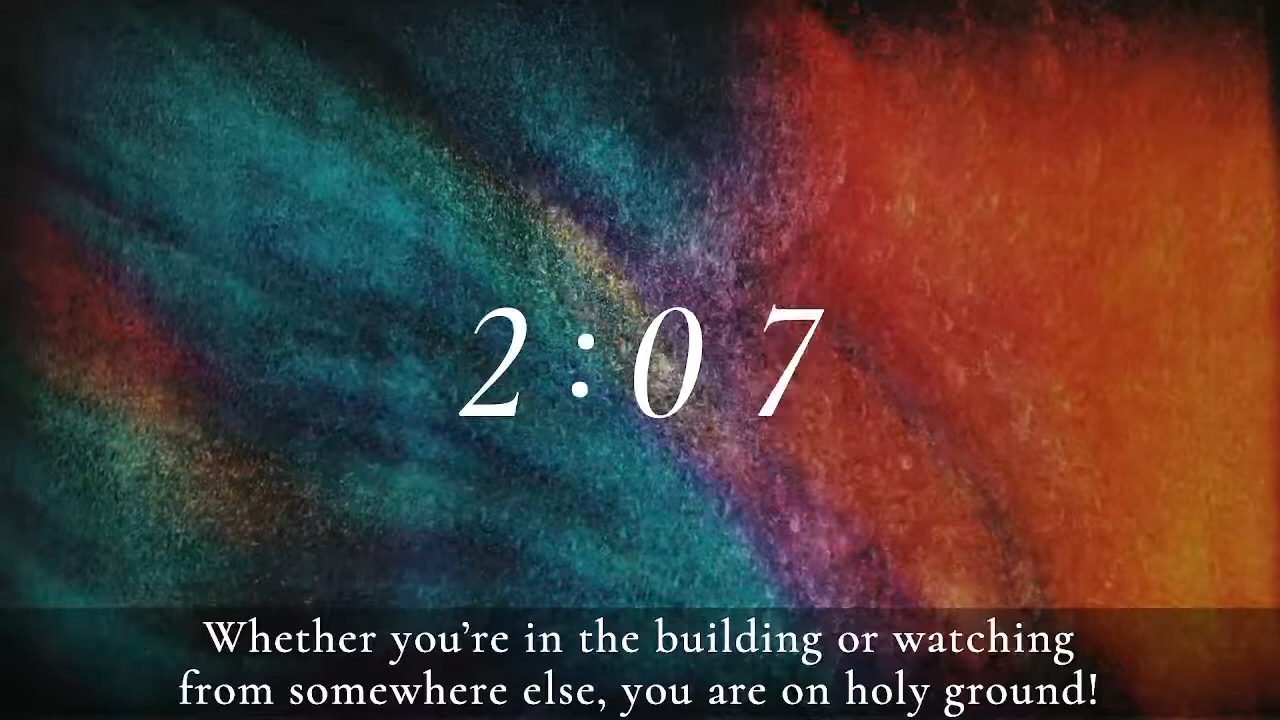 2:07
Whether you’re in the building or watching
from somewhere else, you are on holy ground!